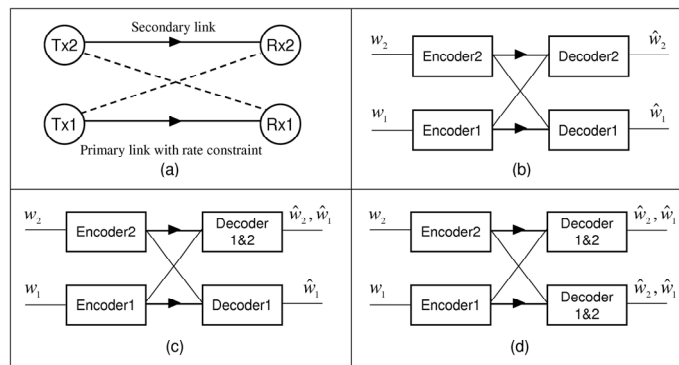 Secondary link
Tx2
Rx2
Tx1
Rx1
Primary link with rate constraint
(a)
w₂
Encoder2
Decoder2
ŵ₂
w₁
Encoder1
Decoder1
ŵ₁
(b)
w₂
Encoder2
Decoder
1&2
ŵ₂, ŵ₁
w₁
Encoder1
Decoder1
ŵ₁
(c)
w₂
Encoder2
Decoder
1&2
ŵ₂, ŵ₁
w₁
Encoder1
Decoder
1&2
ŵ₂, ŵ₁
(d)